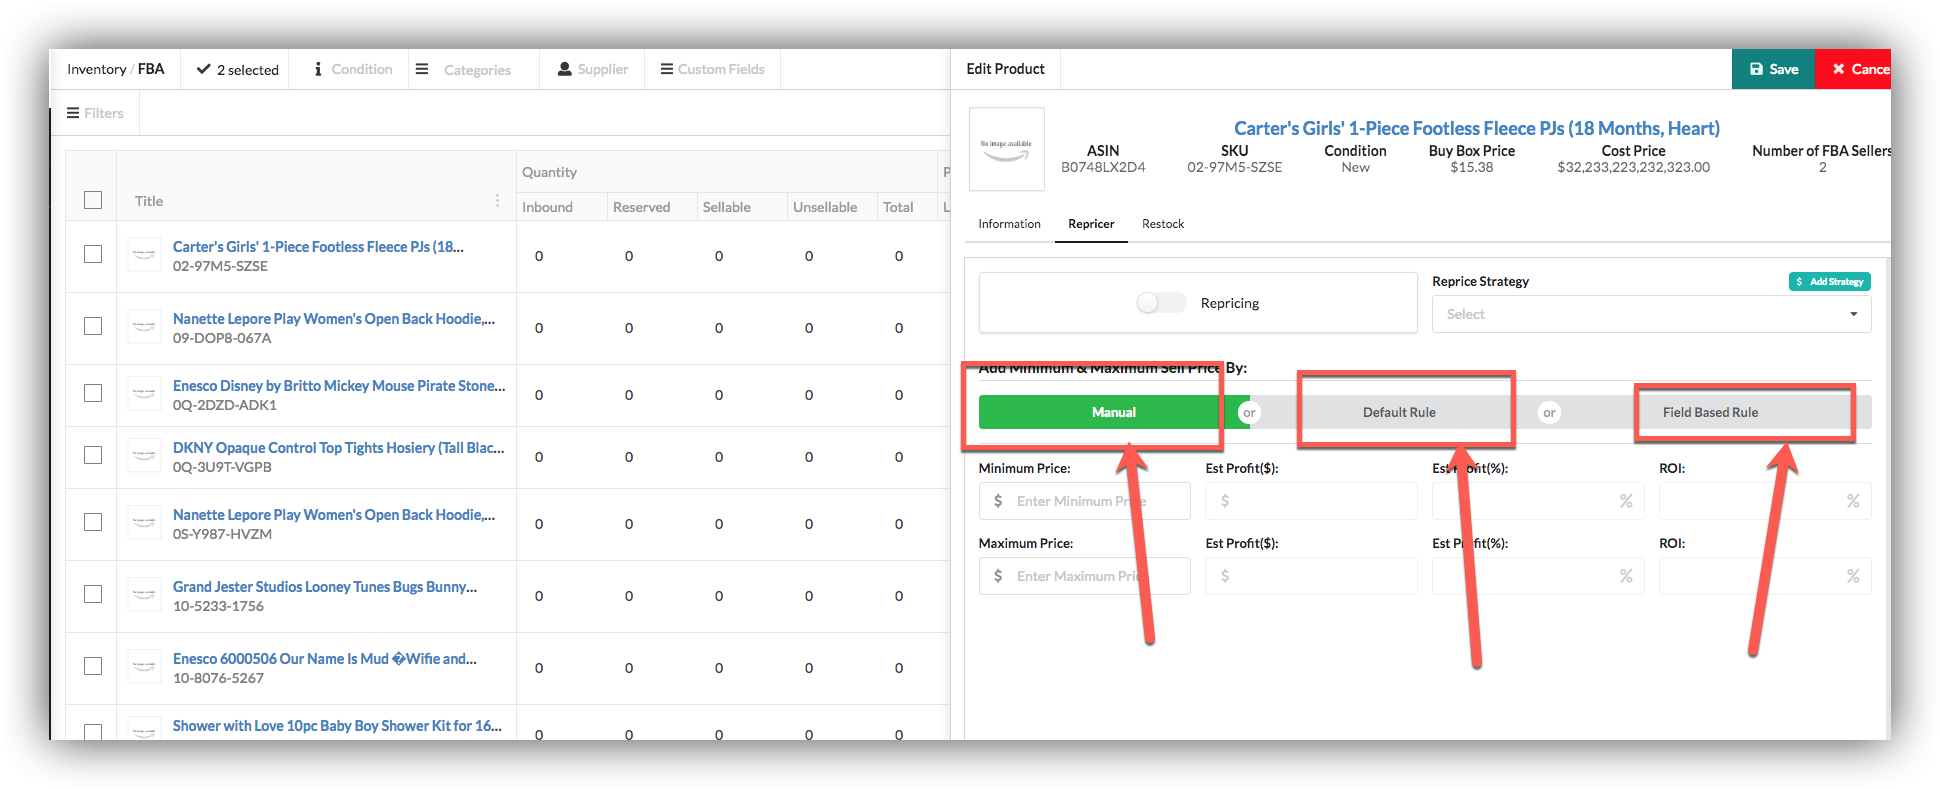 Inventory / FBA
2 selected
Condition
Categories
Supplier
Custom Fields
Filters
Title
Quantity
P
Inbound
Reserved
Sellable
Unsellable
Total
L
Carter's Girls' 1-Piece Footless Fleece PJs (18...
02-97M5-SZSE
0 0 0 0 0
Nanette Lepore Play Women's Open Back Hoodie,...
09-DOP8-067A
0 0 0 0 0
Enesco Disney by Britto Mickey Mouse Pirate Stone...
0Q-2DZD-ADK1
0 0 0 0 0
DKNY Opaque Control Top Tights Hosiery (Tall Blac...
0Q-3U9T-VGPB
0 0 0 0 0
Nanette Lepore Play Women's Open Back Hoodie,...
0S-Y987-HVZM
0 0 0 0 0
Grand Jester Studios Looney Tunes Bugs Bunny...
10-5233-1756
0 0 0 0 0
Enesco 6000506 Our Name Is Mud �Wifie and...
10-8076-5267
0 0 0 0 0
Shower with Love 10pc Baby Boy Shower Kit for 16...
0 0 0 0 0
Edit Product
Save
Cance
No image available
Carter's Girls' 1-Piece Footless Fleece PJs (18 Months, Heart)
ASIN
B0748LX2D4
SKU
02-97M5-SZSE
Condition
New
Buy Box Price
$15.38
Cost Price
$32,233,223,232,323.00
Number of FBA Sellers
2
Information
Repricer
Restock
Repricing
Reprice Strategy
$ Add Strategy
Select
Add Minimum & Maximum Sell Price By:
Manual
or
Default Rule
or
Field Based Rule
Minimum Price:
Est Profit($):
Est Profit(%):
ROI:
$ Enter Minimum Price
$
%
%
Maximum Price:
Est Profit($):
Est Profit(%):
ROI:
$ Enter Maximum Pric
$
%
%